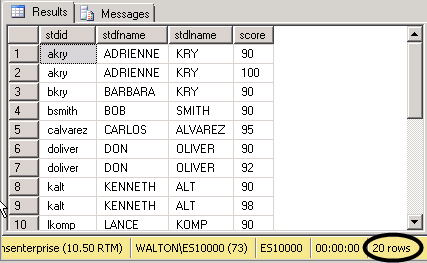 Results Messages
stdid stdfname stdlname score
1 akry ADRIENNE KRY 90
2 akry ADRIENNE KRY 100
3 bkry BARBARA KRY 90
4 bsmith BOB SMITH 90
5 calvarez CARLOS ALVAREZ 95
6 doliver DON OLIVER 90
7 doliver DON OLIVER 92
8 kalt KENNETH ALT 90
9 kalt KENNETH ALT 98
10 lkomp LANCE KOMP 90
nsenterprise (10.50 RTM) WALTON\ES10000 (73) ES10000 00:00:00 20 rows